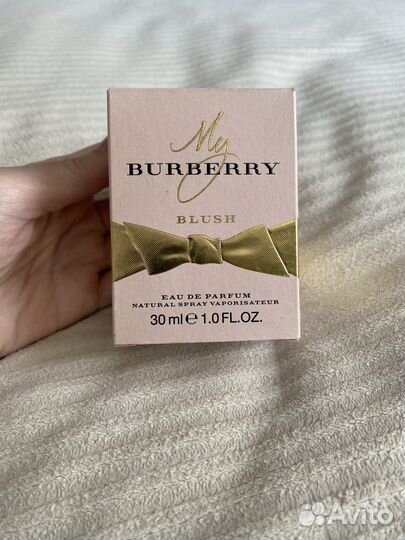 My
BURBERRY
BLUSH
EAU DE PARFUM
NATURAL SPRAY VAPORISATEUR
30 ml ℮ 1.0 FL.OZ.
Avito